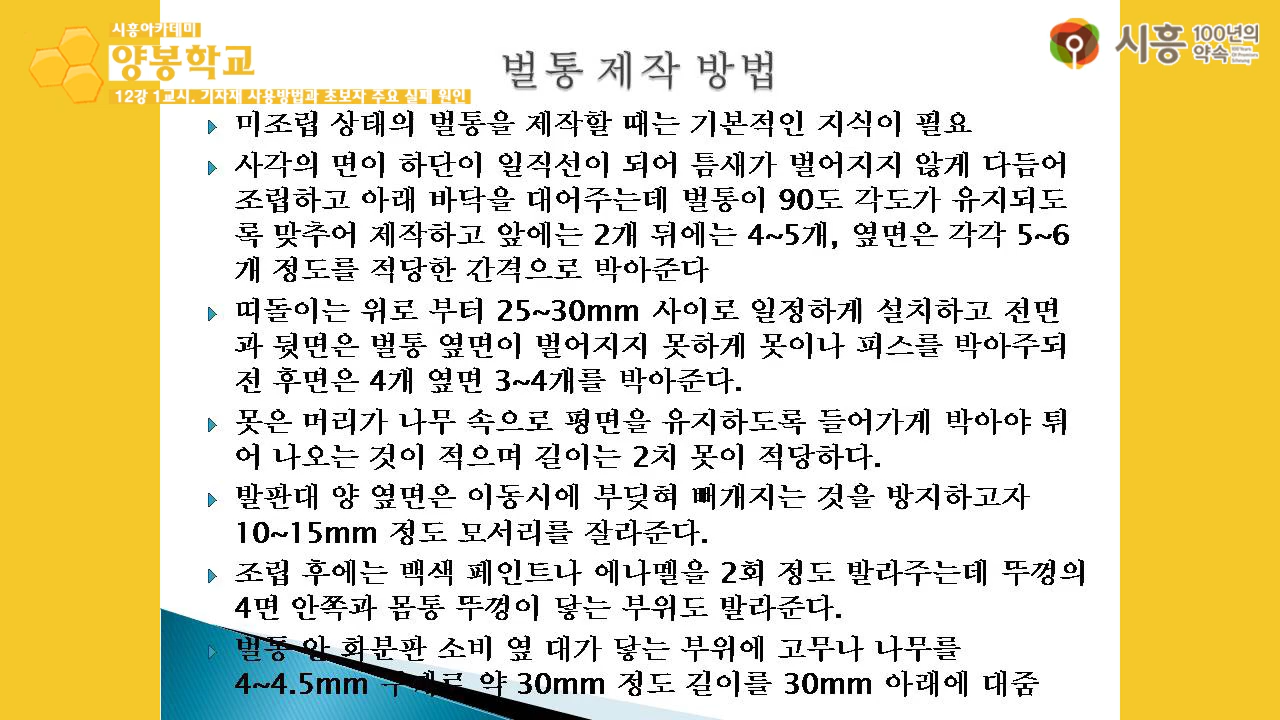 시흥아카데미
양봉학교
12강 1교시. 기자재 사용방법과 초보자 주요 실패 원인
시흥 100년의 약속
벌통 제작 방법
미조립 상태의 벌통을 제작할 때는 기본적인 지식이 필요
사각의 면이 하단이 일직선이 되어 틈새가 벌어지지 않게 다듬어
조립하고 아래 바닥을 대어주는데 벌통이 90도 각도가 유지되도
록 맞추어 제작하고 앞에는 2개 뒤에는 4~5개, 옆면은 각각 5~6
개 정도를 적당한 간격으로 박아준다
띠돌이는 위로 부터 25~30mm 사이로 일정하게 설치하고 전면
과 뒷면은 벌통 옆면이 벌어지지 못하게 못이나 피스를 박아주되
전 후면은 4개 옆면 3~4개를 박아준다.
못은 머리가 나무 속으로 평면을 유지하도록 들어가게 박아야 튀
어 나오는 것이 적으며 길이는 2치 못이 적당하다.
발판대 양 옆면은 이동시에 부딪혀 빠개지는 것을 방지하고자
10~15mm 정도 모서리를 잘라준다.
조립 후에는 백색 페인트나 에나멜을 2회 정도 발라주는데 뚜껑의
4면 안쪽과 몸통 뚜껑이 닿는 부위도 발라준다.
벌통 안 화분판 소비 옆 대가 닿는 부위에 고무나 나무를
4~4.5mm 두께로 약 30mm 정도 길이를 30mm 아래에 대줌